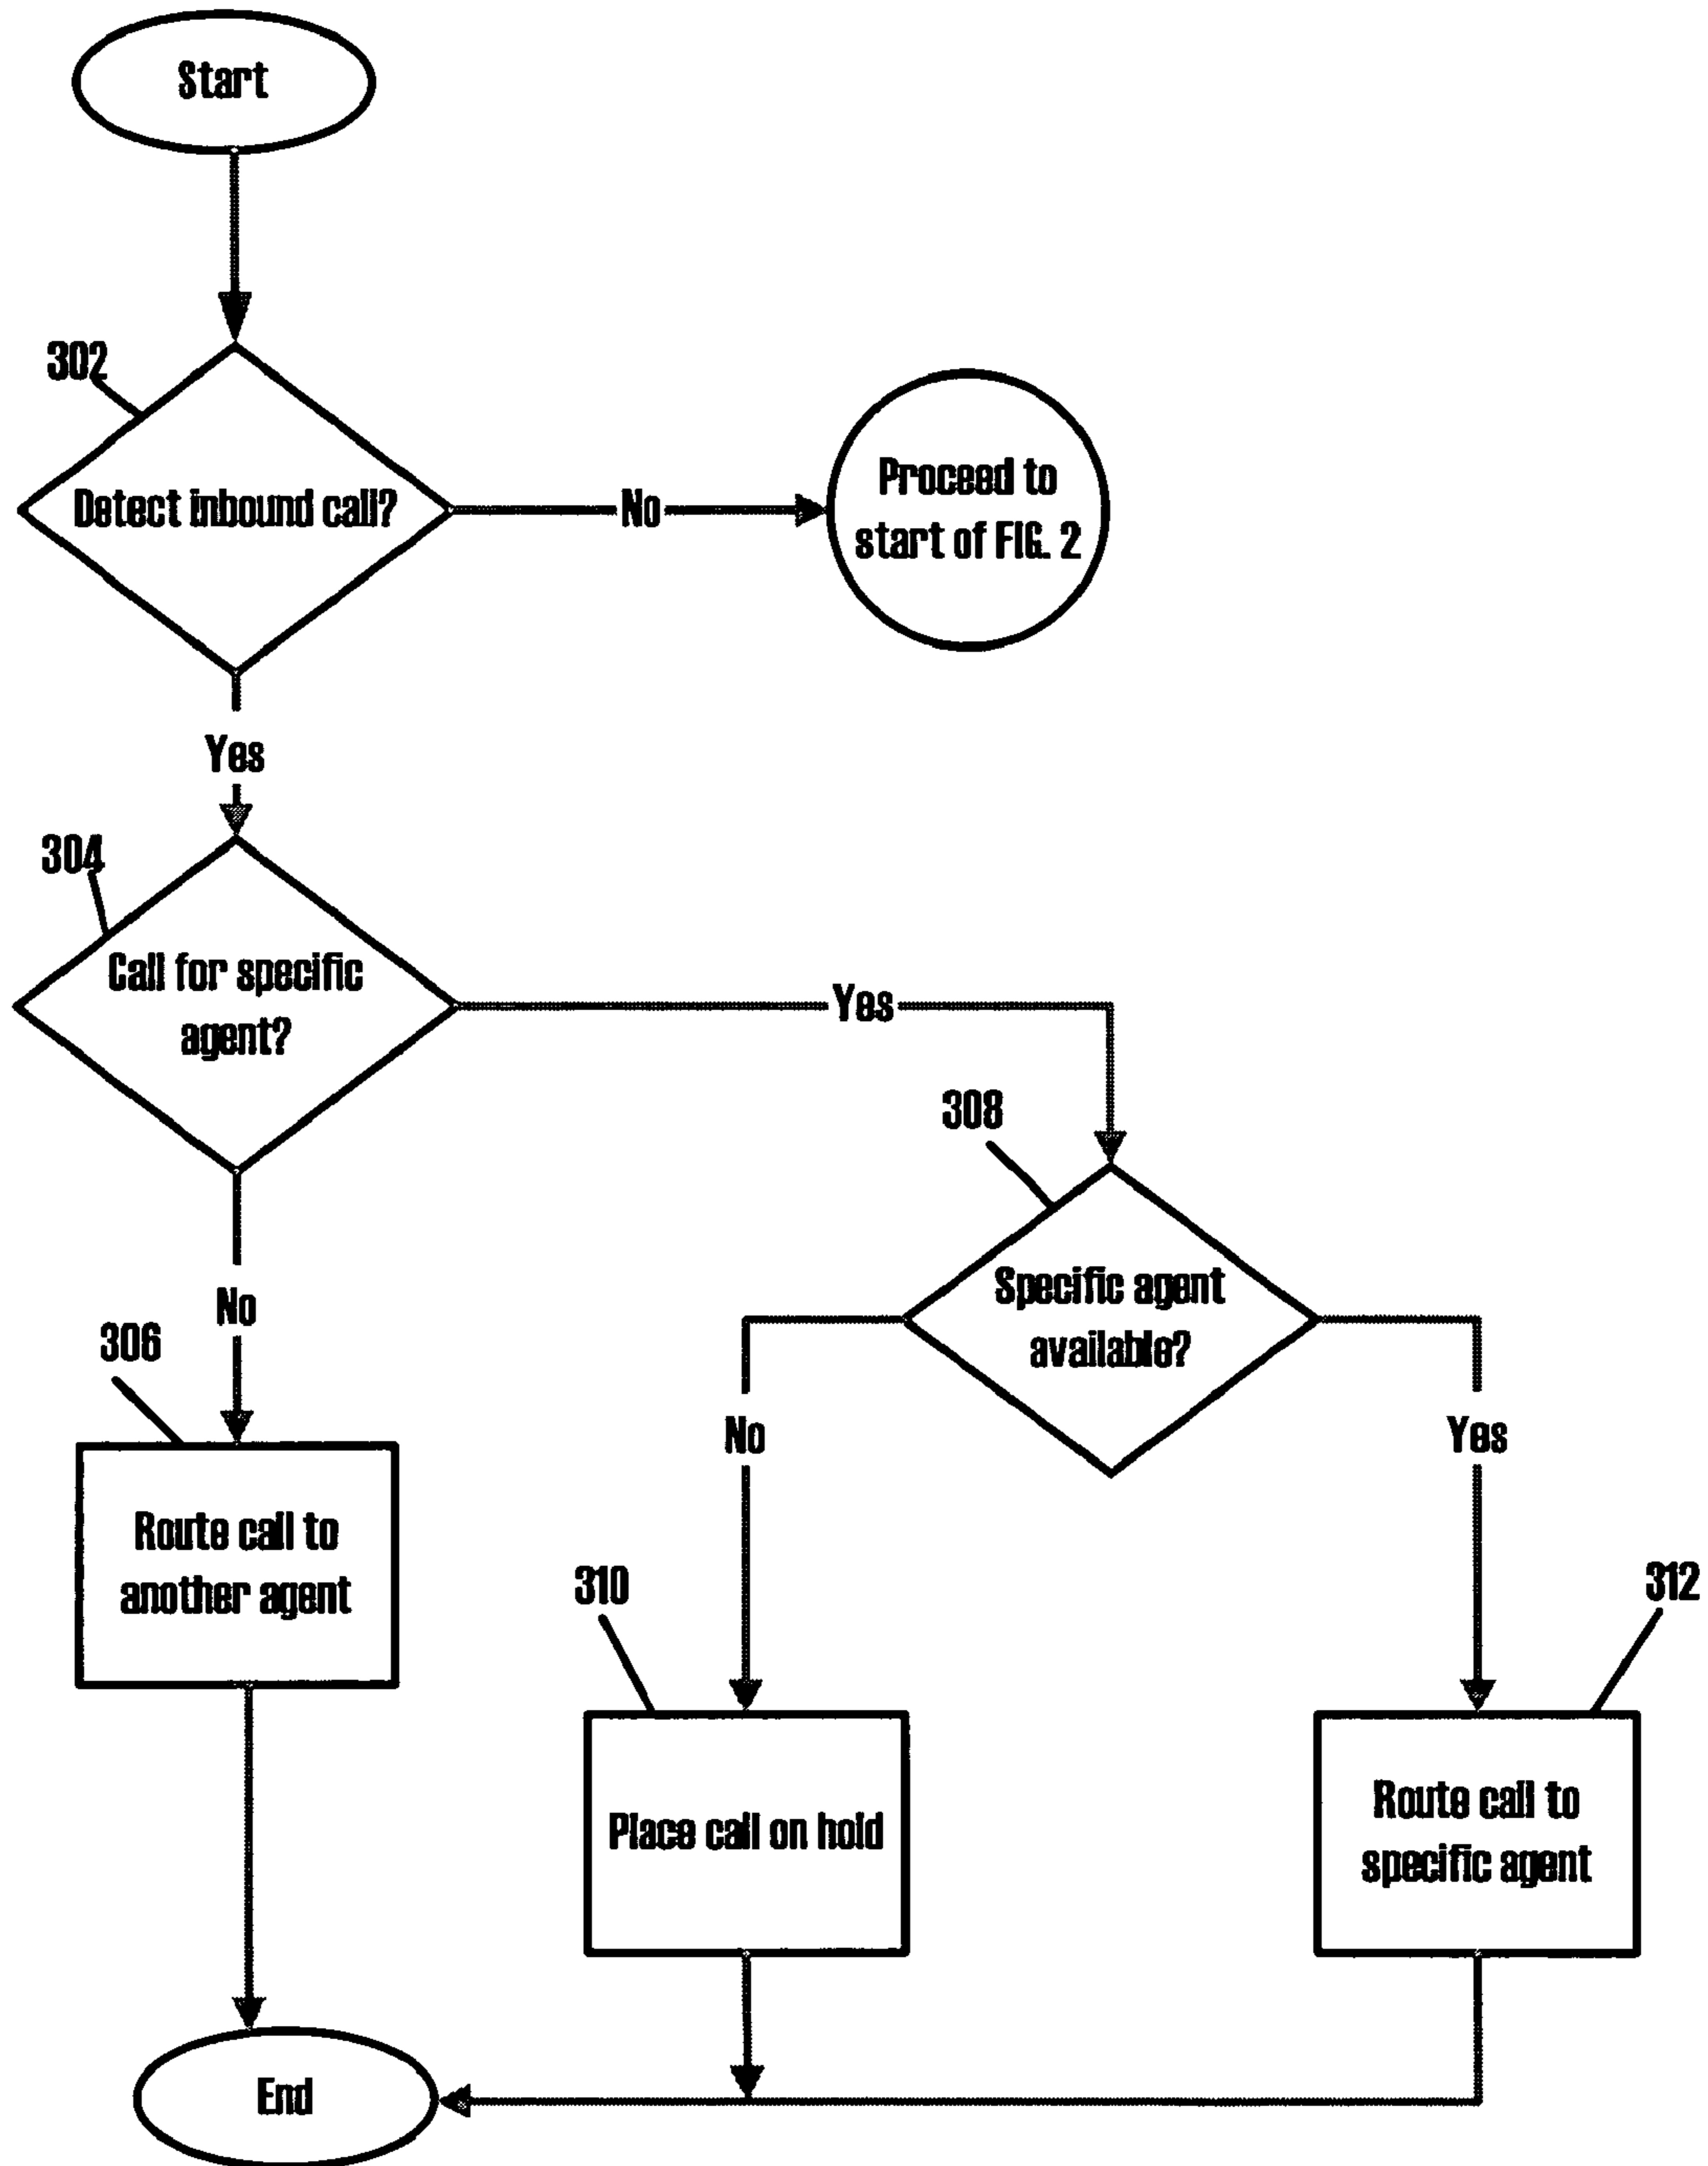 Start
302
Detect inbound call?
No
Proceed to
start of FIG. 2
Yes
304
Call for specific
agent?
Yes
308
Specific agent
available?
No
306
Route call to
another agent
No
Yes
310
Place call on hold
312
Route call to
specific agent
End